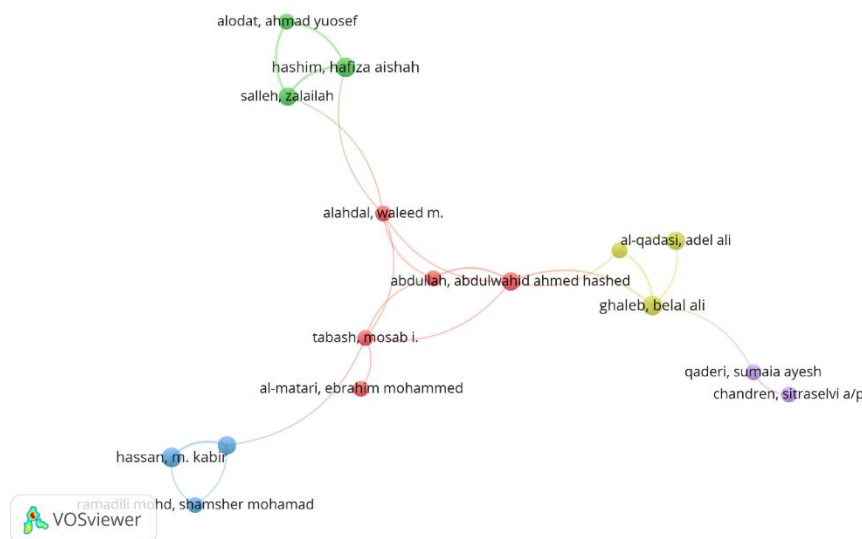 alodat, ahmad yuosef
hashim, hafiza aishah
salleh, zalailah
alahdal, waleed m.
al-qadasi, adel ali
abdullah, abdulwahid ahmed hashed
ghaleb, belal ali
tabash, mosab i.
qaderi, sumaia ayesh
al-matari, ebrahim mohammed
chandren, sitraselvi a/p
hassan, m. kabir
ramadili mohd, shamsher mohamad
VOSviewer